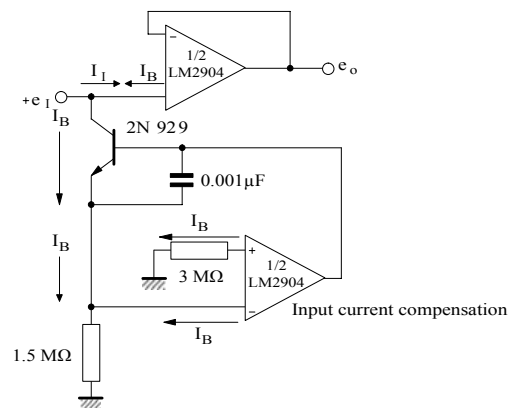 −
1/2
LM2904
e o
I I
I B
+e I
I B
2N 929
0.001µF
I B
I B
3 MΩ
+
1/2
LM2904
−
Input current compensation
I B
1.5 MΩ